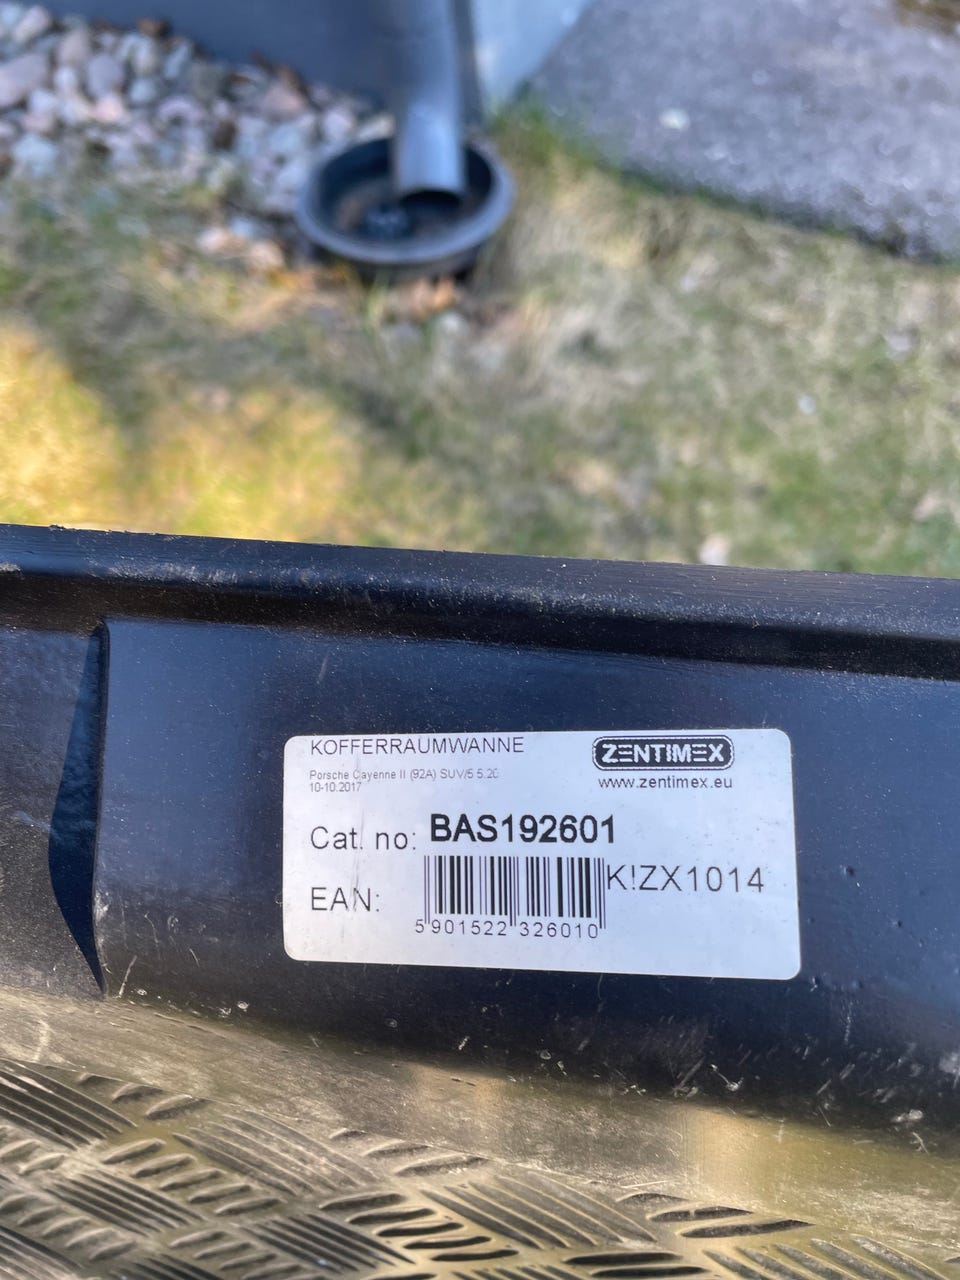 KOFFERRAUMWANNE
ZENTIMEX
Porsche Cayenne II (92A) SUV/5 5.20
10-10.2017
www.zentimex.eu
Cat. no: BAS192601
K!ZX1014
EAN:
5 901522 326010